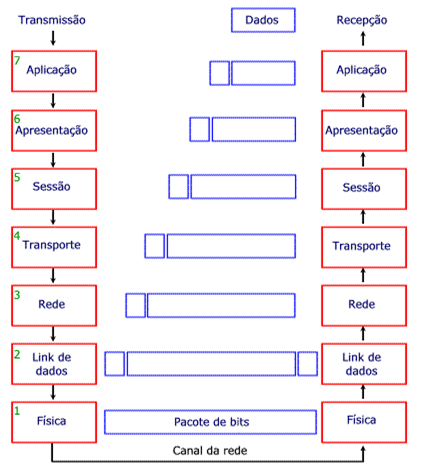 Transmissão Dados Recepção
7 Aplicação Aplicação
6 Apresentação Apresentação
5 Sessão Sessão
4 Transporte Transporte
3 Rede Rede
2 Link de Link de
dados dados
1 Física Pacote de bits Física
Canal da rede